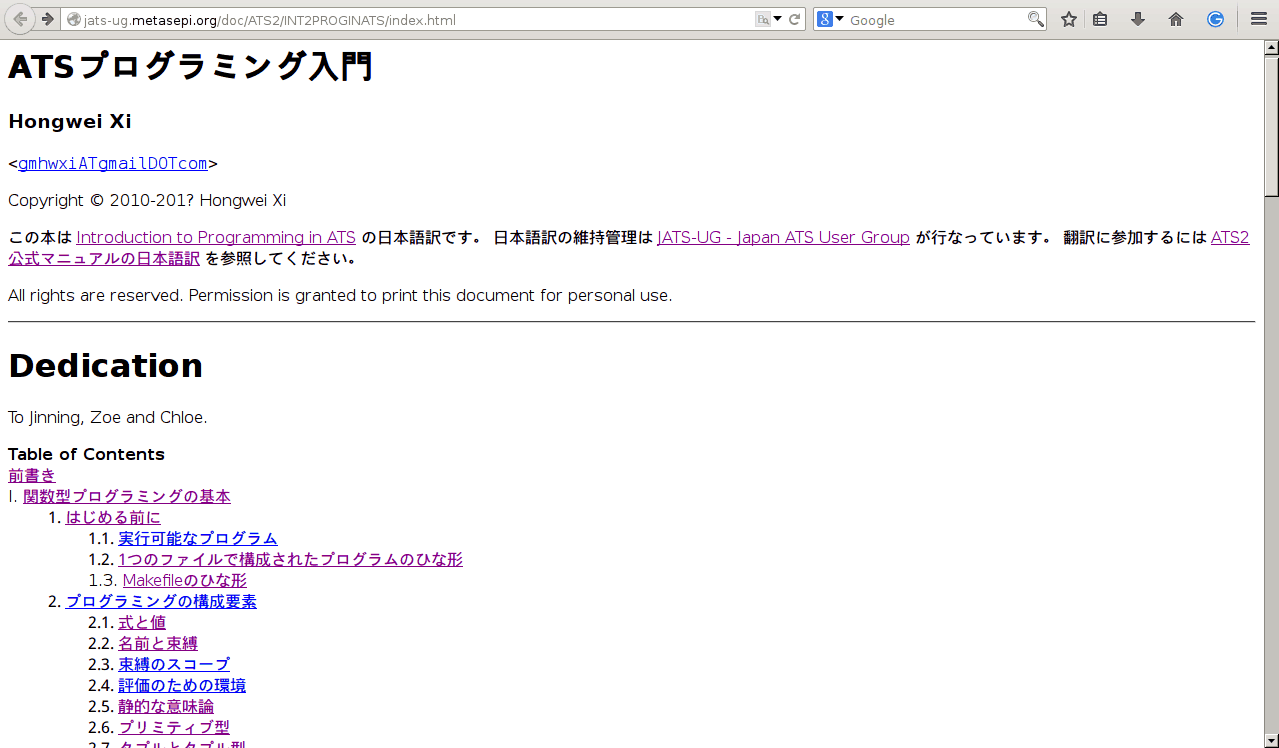 jats-ug.metasepi.org/doc/ATS2/INT2PROGINATS/index.html
Google
ATSプログラミング入門
Hongwei Xi
<gmhwxiATgmailDOTcom>
Copyright © 2010-201? Hongwei Xi
この本は Introduction to Programming in ATS の日本語訳です。 日本語訳の維持管理は JATS-UG - Japan ATS User Group が行なっています。 翻訳に参加するには ATS2
公式マニュアルの日本語訳 を参照してください。
All rights are reserved. Permission is granted to print this document for personal use.
Dedication
To Jinning, Zoe and Chloe.
Table of Contents
前書き
I. 関数型プログラミングの基本
1. はじめる前に
1.1. 実行可能なプログラム
1.2. 1つのファイルで構成されたプログラムのひな形
1.3. Makefileのひな形
2. プログラミングの構成要素
2.1. 式と値
2.2. 名前と束縛
2.3. 束縛のスコープ
2.4. 評価のための環境
2.5. 静的な意味論
2.6. プリミティブ型
2.7. タプルとタプル型